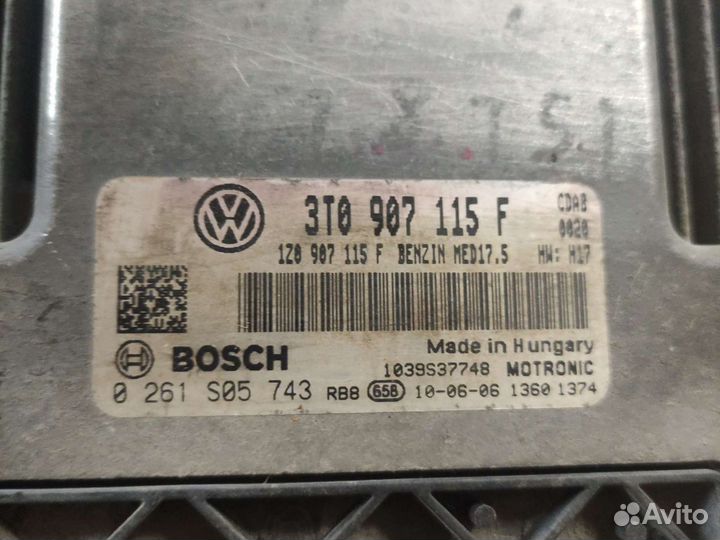 1.8 TSI
VW
3T0 907 115 F CDAB
0020
1Z0 907 115 F BENZIN MED17.5 HW: H17
Made in Hungary
BOSCH 1039S37748 MOTRONIC
0 261 S05 743 RB8 658 10-06-06 1360 1374
Avito